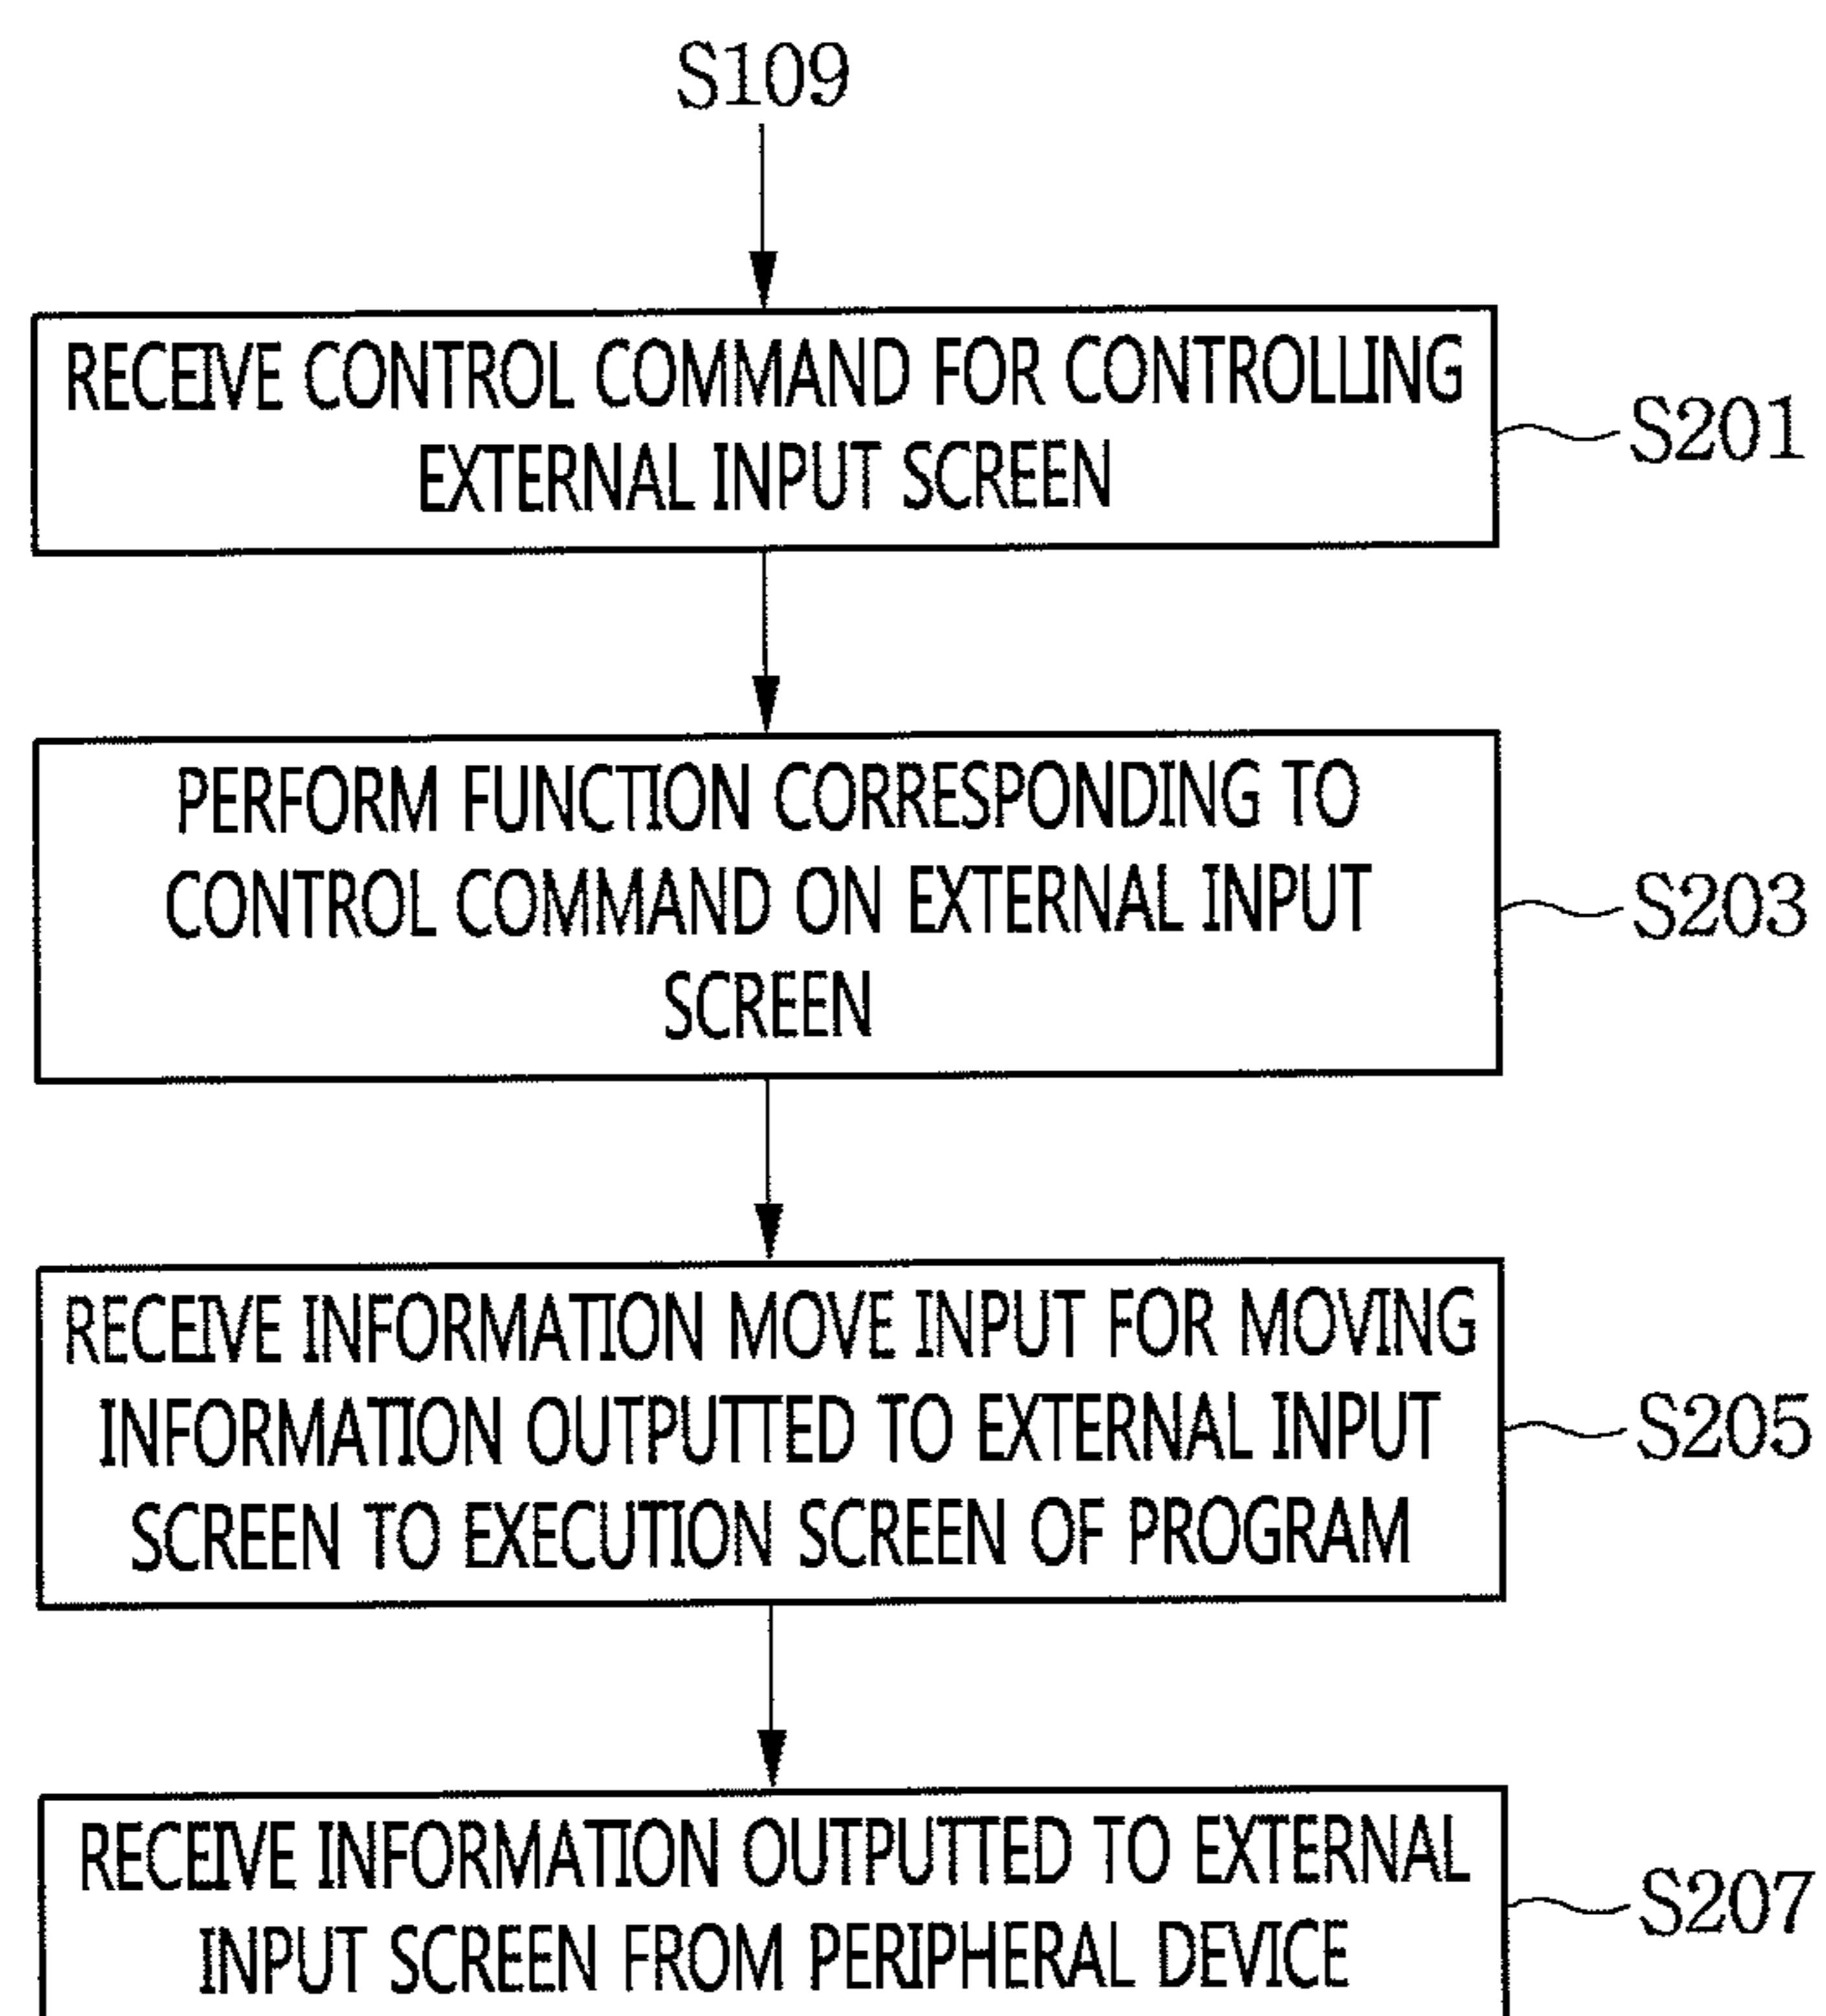 S109
RECEIVE CONTROL COMMAND FOR CONTROLLING
EXTERNAL INPUT SCREEN
S201
PERFORM FUNCTION CORRESPONDING TO
CONTROL COMMAND ON EXTERNAL INPUT
SCREEN
S203
RECEIVE INFORMATION MOVE INPUT FOR MOVING
INFORMATION OUTPUTTED TO EXTERNAL INPUT
SCREEN TO EXECUTION SCREEN OF PROGRAM
S205
RECEIVE INFORMATION OUTPUTTED TO EXTERNAL
INPUT SCREEN FROM PERIPHERAL DEVICE
S207